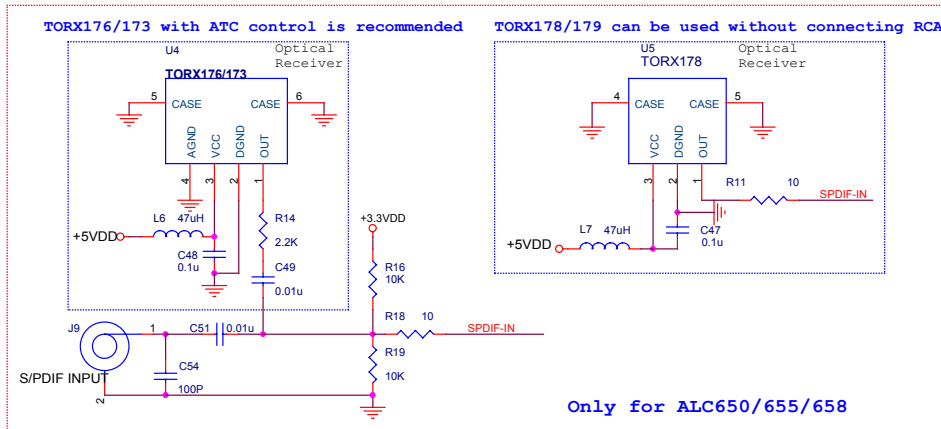 TORX176/173 with ATC control is recommended
TORX178/179 can be used without connecting RCA
U4
Optical
Receiver
TORX176/173
5
CASE
CASE
6
AGND
VCC
DGND
OUT
4
3
2
1
L6
47uH
+5VDD
C48
0.1u
R14
2.2K
C49
0.01u
+3.3VDD
R16
10K
R18
10
SPDIF-IN
J9
1
C51
0.01u
R19
10K
S/PDIF INPUT
C54
100P
2
U5
TORX178
Optical
Receiver
4
CASE
CASE
5
VCC
DGND
OUT
3
2
1
R11
10
SPDIF-IN
L7
47uH
+5VDD
C47
0.1u
Only for ALC650/655/658